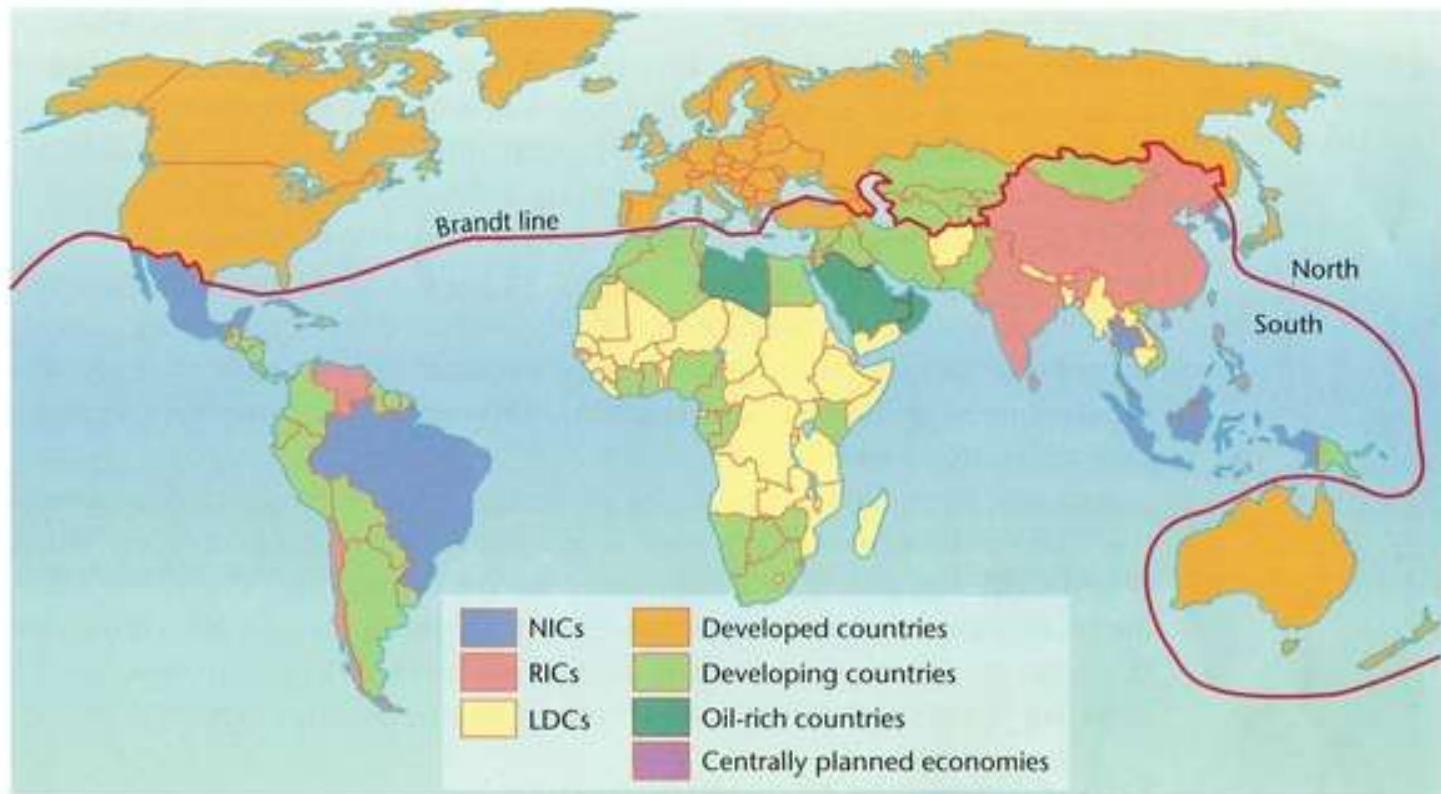 Brandt line
North
South
NICs
RICs
LDCs
Developed countries
Developing countries
Oil-rich countries
Centrally planned economies